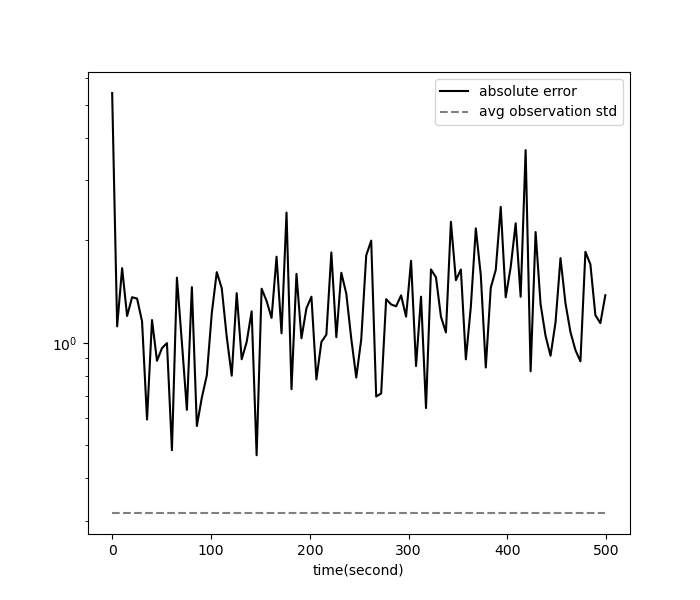 absolute error
avg observation std
10⁰
0 100 200 300 400 500
time(second)